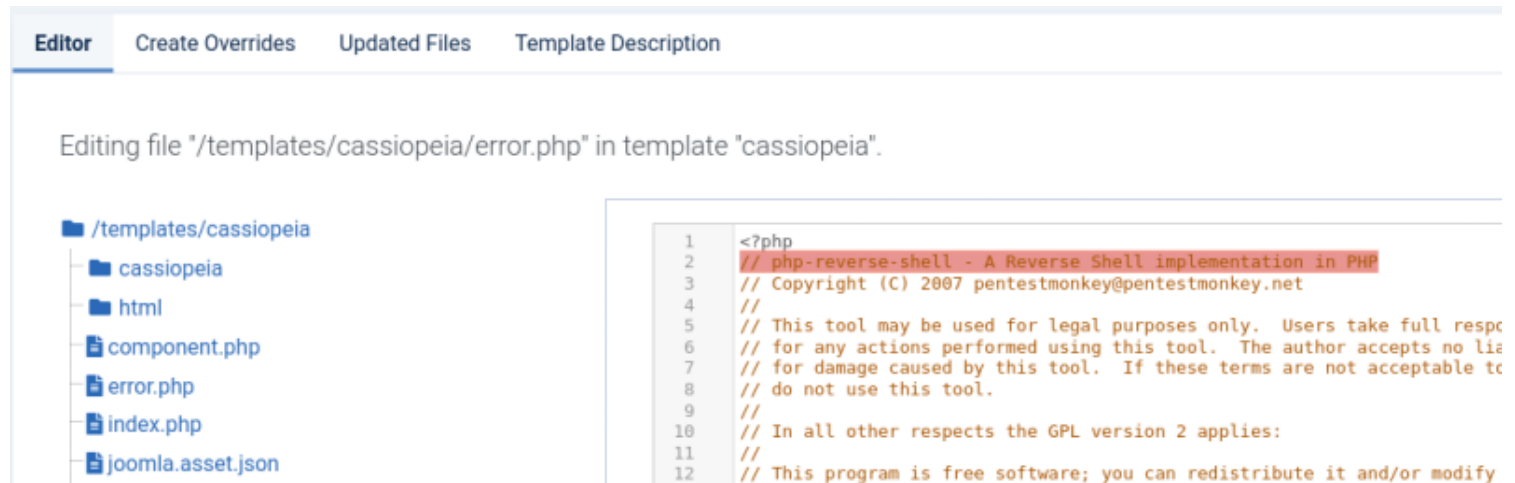 Editor Create Overrides Updated Files Template Description
Editing file "/templates/cassiopeia/error.php" in template "cassiopeia".
/templates/cassiopeia
cassiopeia
html
component.php
error.php
index.php
joomla.asset.json
1 <?php
2 // php-reverse-shell - A Reverse Shell implementation in PHP
3 // Copyright (C) 2007 pentestmonkey@pentestmonkey.net
4 //
5 // This tool may be used for legal purposes only.  Users take full
6 // for any actions performed using this tool.  The author accepts no
7 // for damage caused by this tool.  If these terms are not acceptable to
8 // do not use this tool.
9 //
10 // In all other respects the GPL version 2 applies:
11 //
12 // This program is free software; you can redistribute it and/or modify